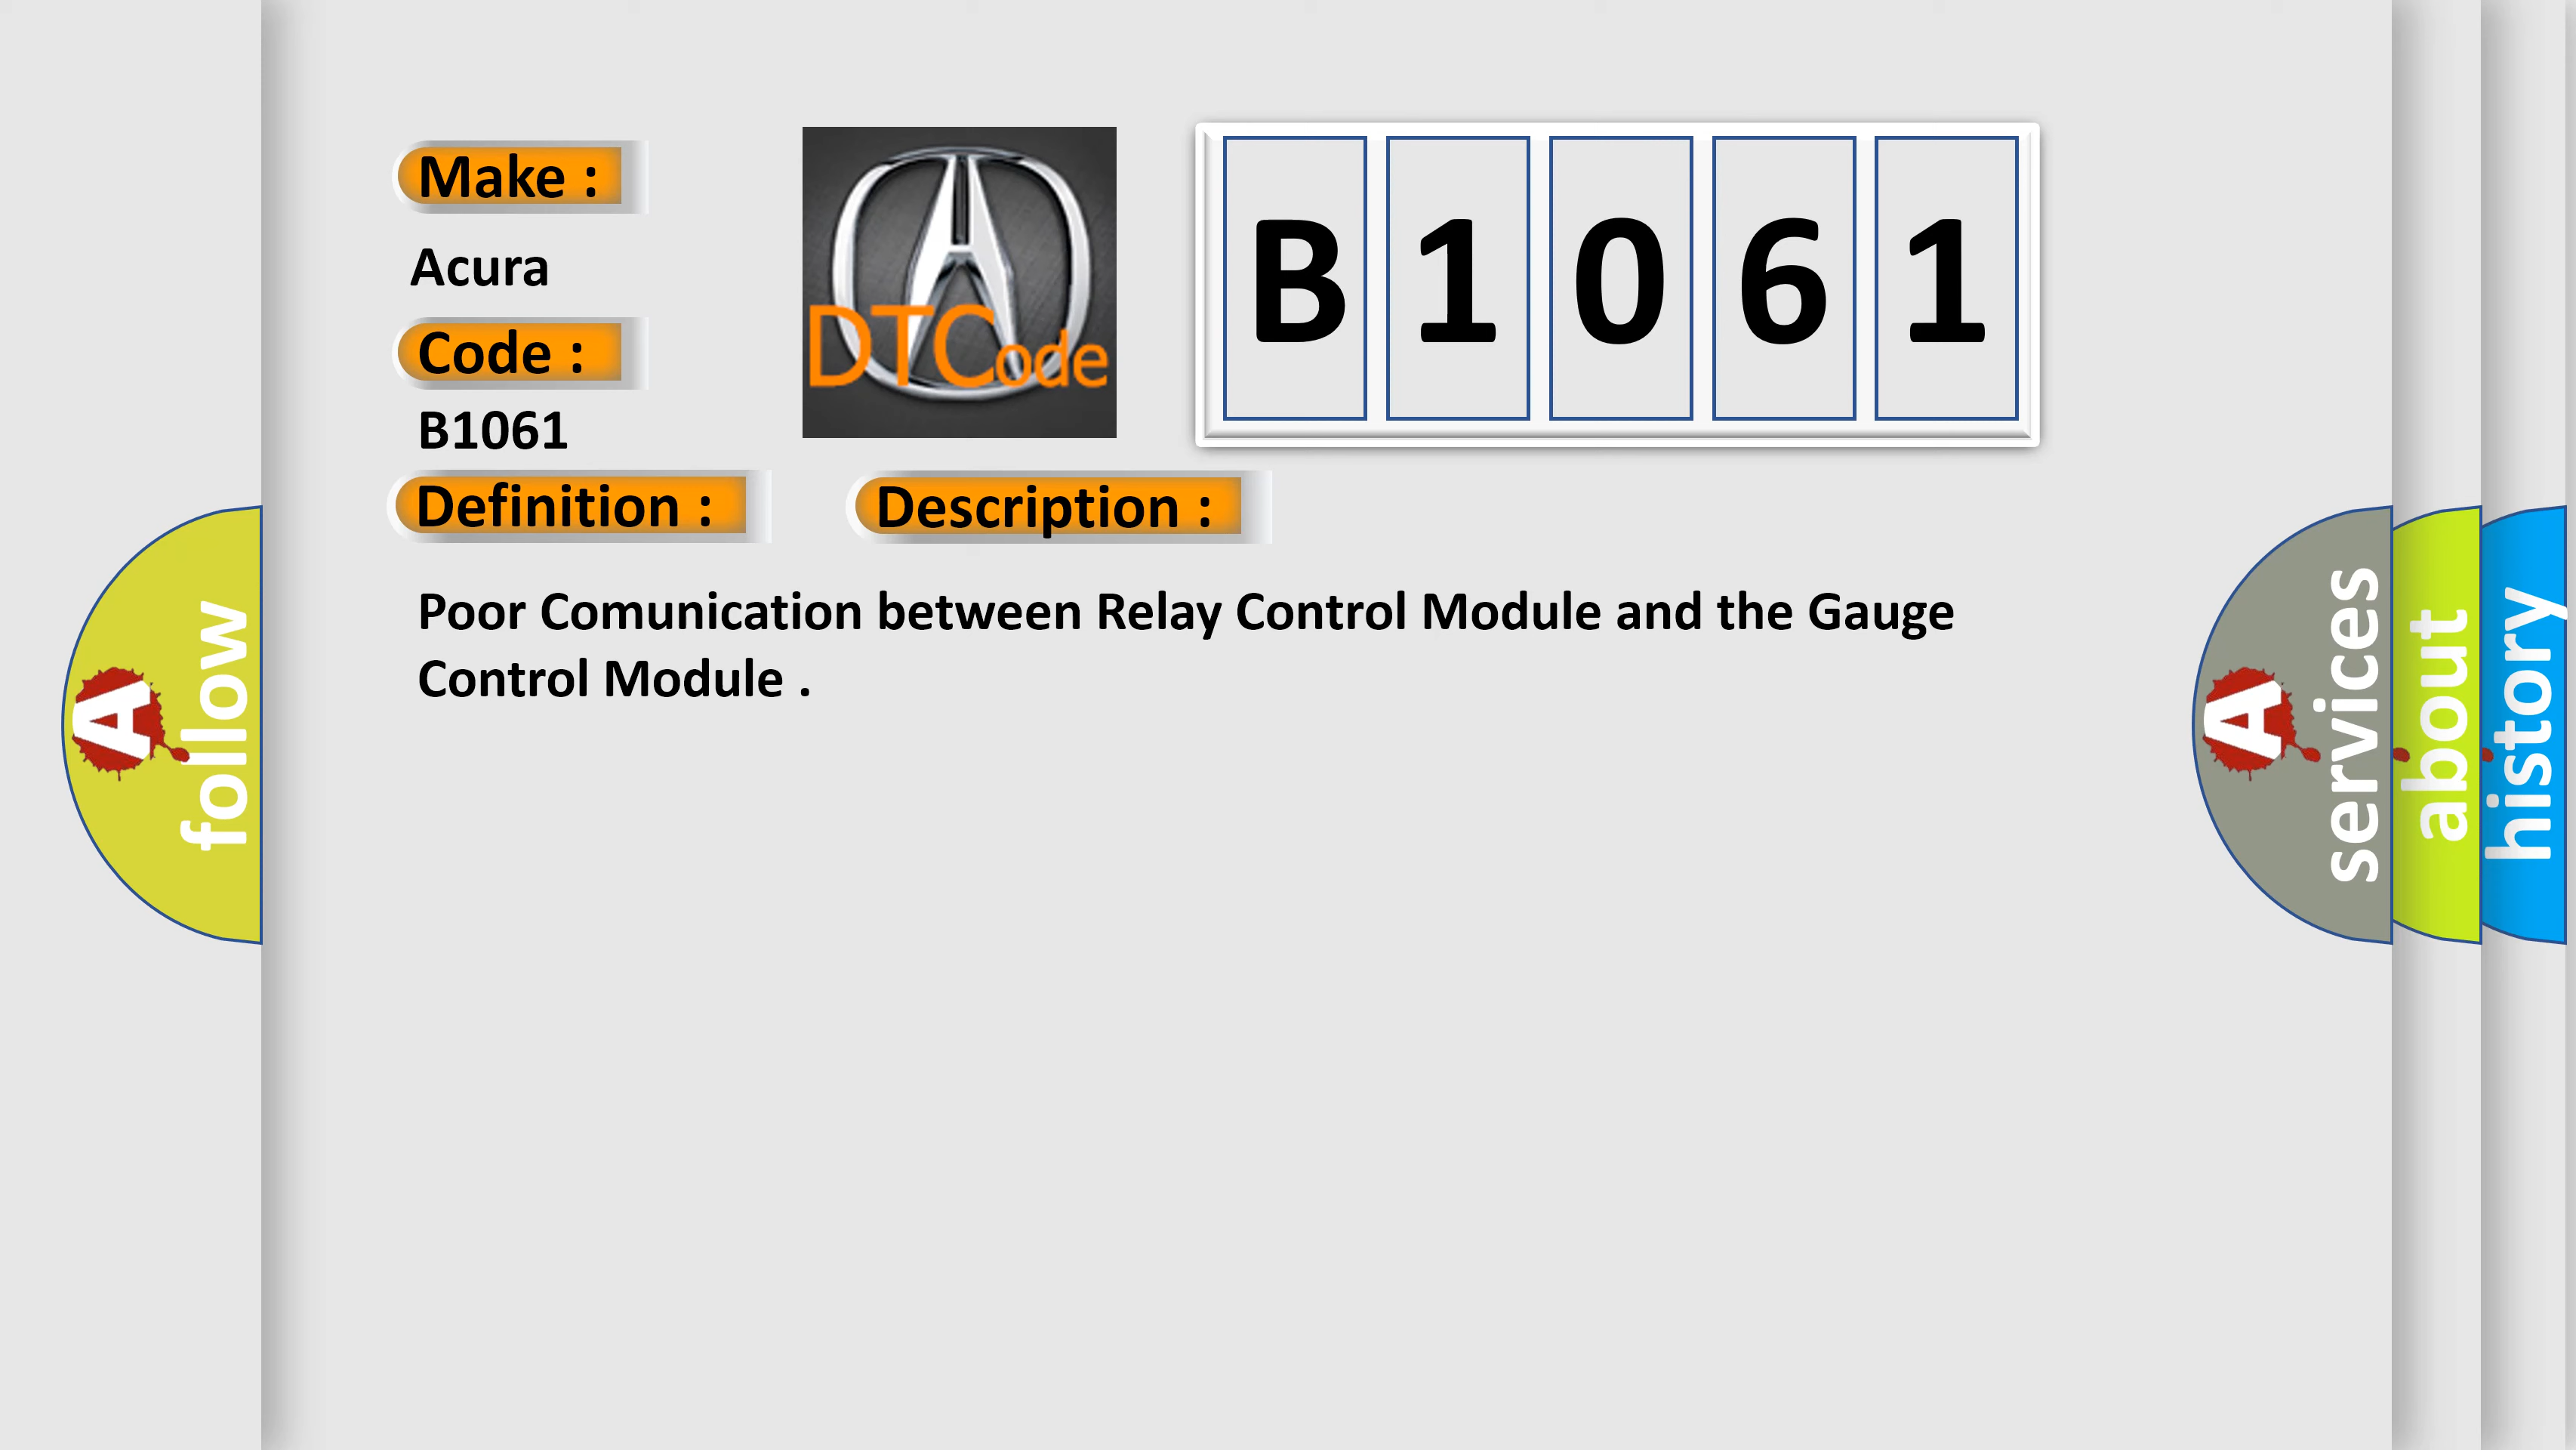 Make :
Acura
Code :
B1061
DTCode
B 1 0 6 1
Definition :
Description :
Poor Comunication between Relay Control Module and the Gauge
Control Module .
A
follow
A
services
about
history